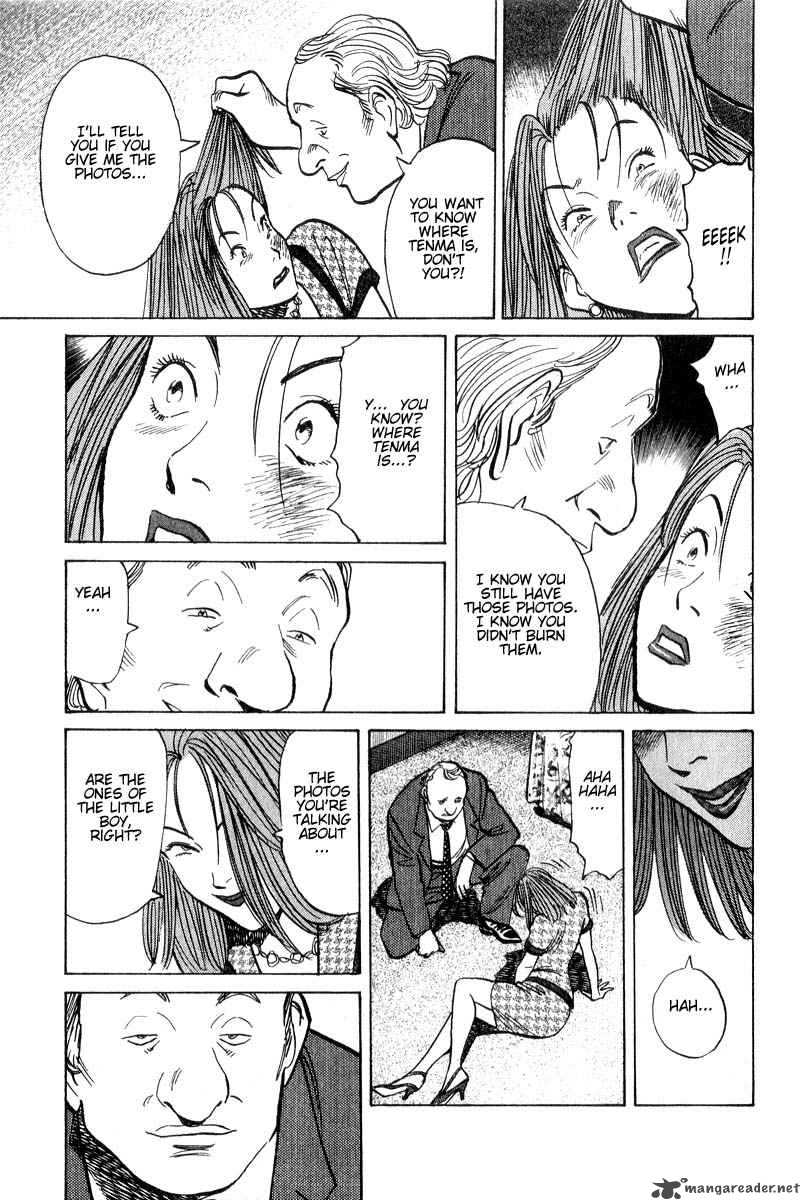 EEEEK
!!
YOU WANT
TO KNOW
WHERE
TENMA IS,
DON'T
YOU?!
I'LL TELL
YOU IF YOU
GIVE ME THE
PHOTOS...
WHA
...
I KNOW YOU
STILL HAVE
THOSE PHOTOS.
I KNOW YOU
DIDN'T BURN
THEM.
Y... YOU
KNOW?
WHERE
TENMA
IS...?
YEAH
...
HAH...
AHA
HAHA
...
THE
PHOTOS
YOU'RE
TALKING
ABOUT
...
ARE THE
ONES
OF THE
LITTLE
BOY,
RIGHT?
mangareader.net